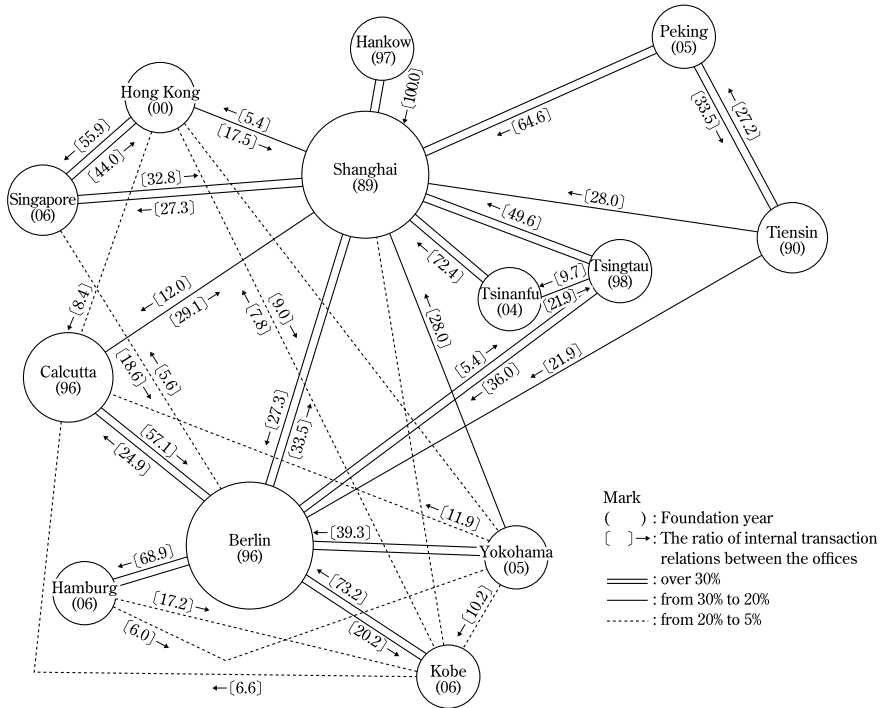 Hankow
(97)
Peking
(05)
Hong Kong
(00)
Shanghai
(89)
Singapore
(06)
Tiensin
(90)
Tsingtau
(98)
Tsinanfu
(04)
Calcutta
(96)
Berlin
(96)
Yokohama
(05)
Hamburg
(06)
Kobe
(06)
←[100.0]
←[5.4]
[17.5]→
←[55.9]
[44.0]→
[32.8]→
←[27.3]
←[64.6]
←[27.2]
[33.5]→
←[28.0]
←[49.6]
←[72.4]
←[9.7]
[21.9]→
←[12.0]
[29.1]→
←[8.4]
[9.0]→
←[7.8]
←[28.0]
[5.4]→
←[36.0]
←[21.9]
←[5.6]
[18.6]→
←[27.3]
[33.5]→
[57.1]→
←[24.9]
←[11.9]
←[39.3]
←[68.9]
[17.2]→
[6.0]→
←[73.2]
[20.2]→
←[10.2]
←[6.6]
Mark
( ) : Foundation year
[ ]→: The ratio of internal transaction
relations between the offices
: over 30%
: from 30% to 20%
: from 20% to 5%